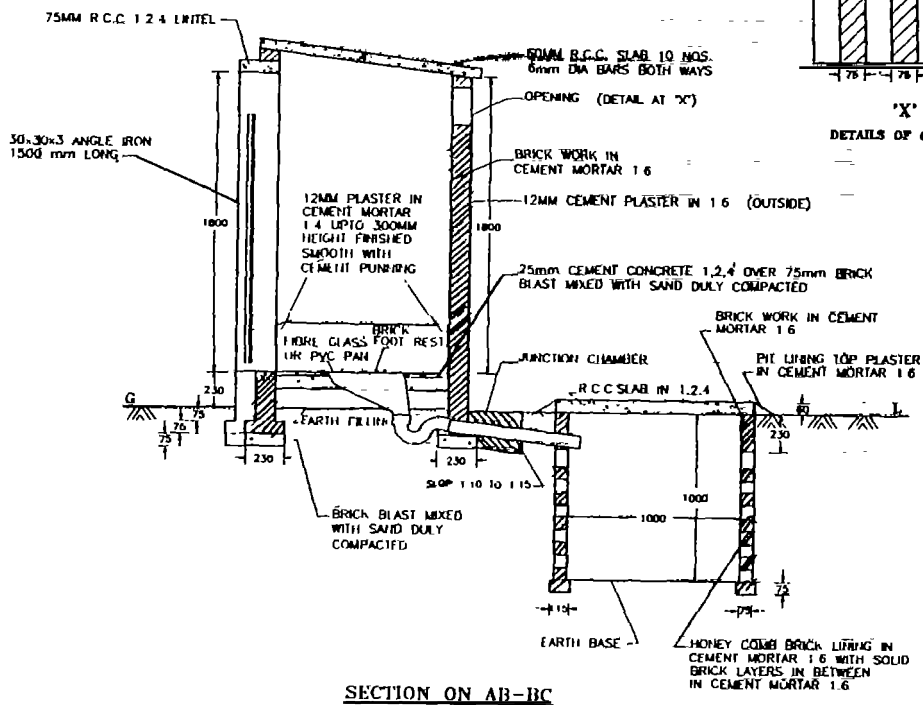 75MM R.C.C. 1 2 4 LINTEL
50MM R.C.C. SLAB 10 NOS.
6mm DIA BARS BOTH WAYS
OPENING (DETAIL AT "X")
75
75
'X'
DETAILS OF
30x30x3 ANGLE IRON
1500 mm LONG
BRICK WORK IN
CEMENT MORTAR 1 6
12MM CEMENT PLASTER IN 1 6 (OUTSIDE)
12MM PLASTER IN
CEMENT MORTAR
1 4 UPTO 300MM
HEIGHT FINISHED
SMOOTH WITH
CEMENT PUNNING
1800
1800
25mm CEMENT CONCRETE 1,2,4 OVER 75mm BRICK
BLAST MIXED WITH SAND DULY COMPACTED
BRICK WORK IN CEMENT
MORTAR 1 6
FIBRE GLASS
OR PVC PAN
BRICK
FOOT REST
JUNCTION CHAMBER
PIT LINING TOP PLASTER
IN CEMENT MORTAR 1 6
R.C.C SLAB IN 1.2.4
230
G
L
75
76
75
EARTH FILLING
60
230
230
230
SLOP 1 10 TO 1 15
1000
1000
BRICK BLAST MIXED
WITH SAND DULY
COMPACTED
75
115
75
EARTH BASE
HONEY COMB BRICK LINING IN
CEMENT MORTAR 1 6 WITH SOLID
BRICK LAYERS IN BETWEEN
IN CEMENT MORTAR 1.6
SECTION ON AB-BC